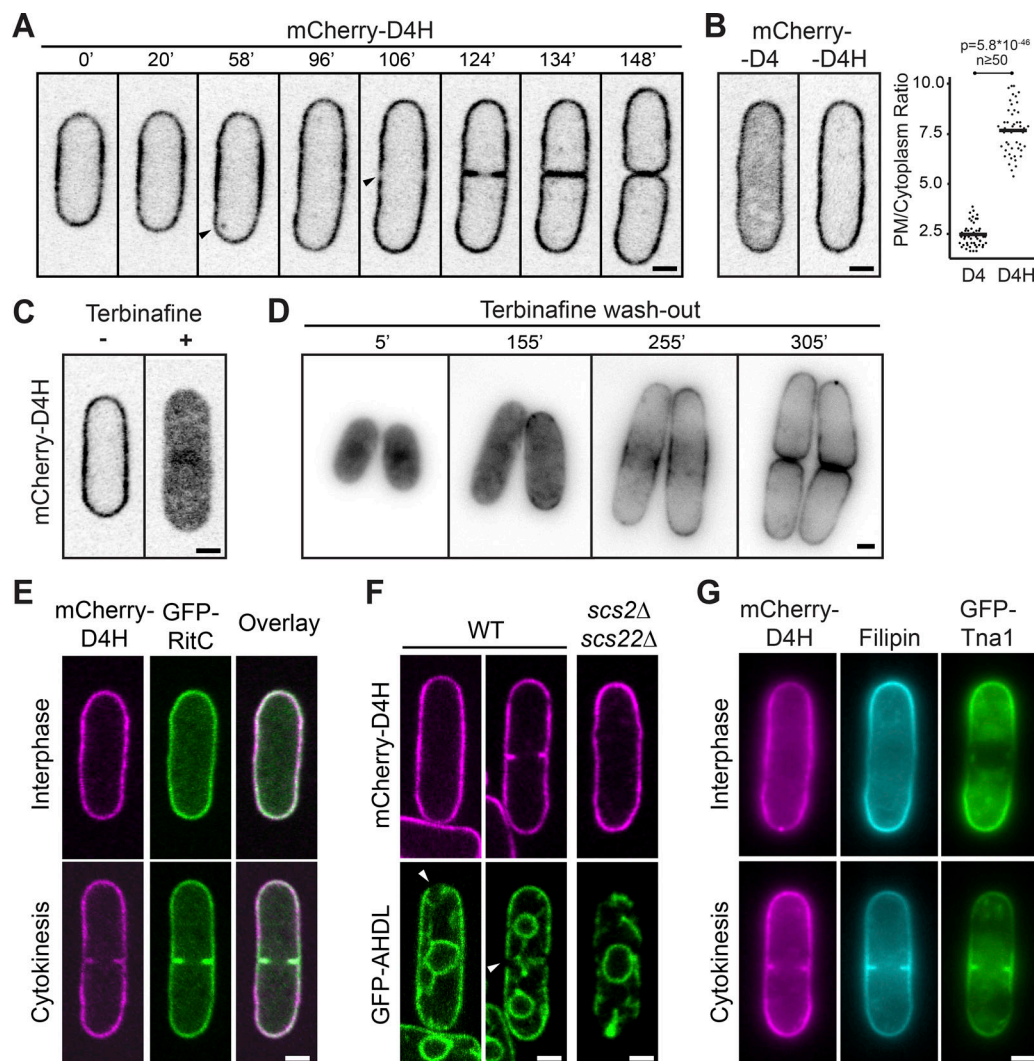 A
mCherry-D4H
0’ 20’ 58’ 96’ 106’ 124’ 134’ 148’
B
mCherry-
-D4 -D4H
p=5.8*10-46
n≥50
PM/Cytoplasm Ratio
10.0
7.5
5.0
2.5
D4 D4H
C
Terbinafine
- +
mCherry-D4H
D
Terbinafine wash-out
5’ 155’ 255’ 305’
E
mCherry-
D4H
GFP-
RitC
Overlay
Interphase
Cytokinesis
F
WT
scs2Δ
scs22Δ
mCherry-D4H
GFP-AHDL
G
mCherry-
D4H
Filipin
GFP-
Tna1
Interphase
Cytokinesis